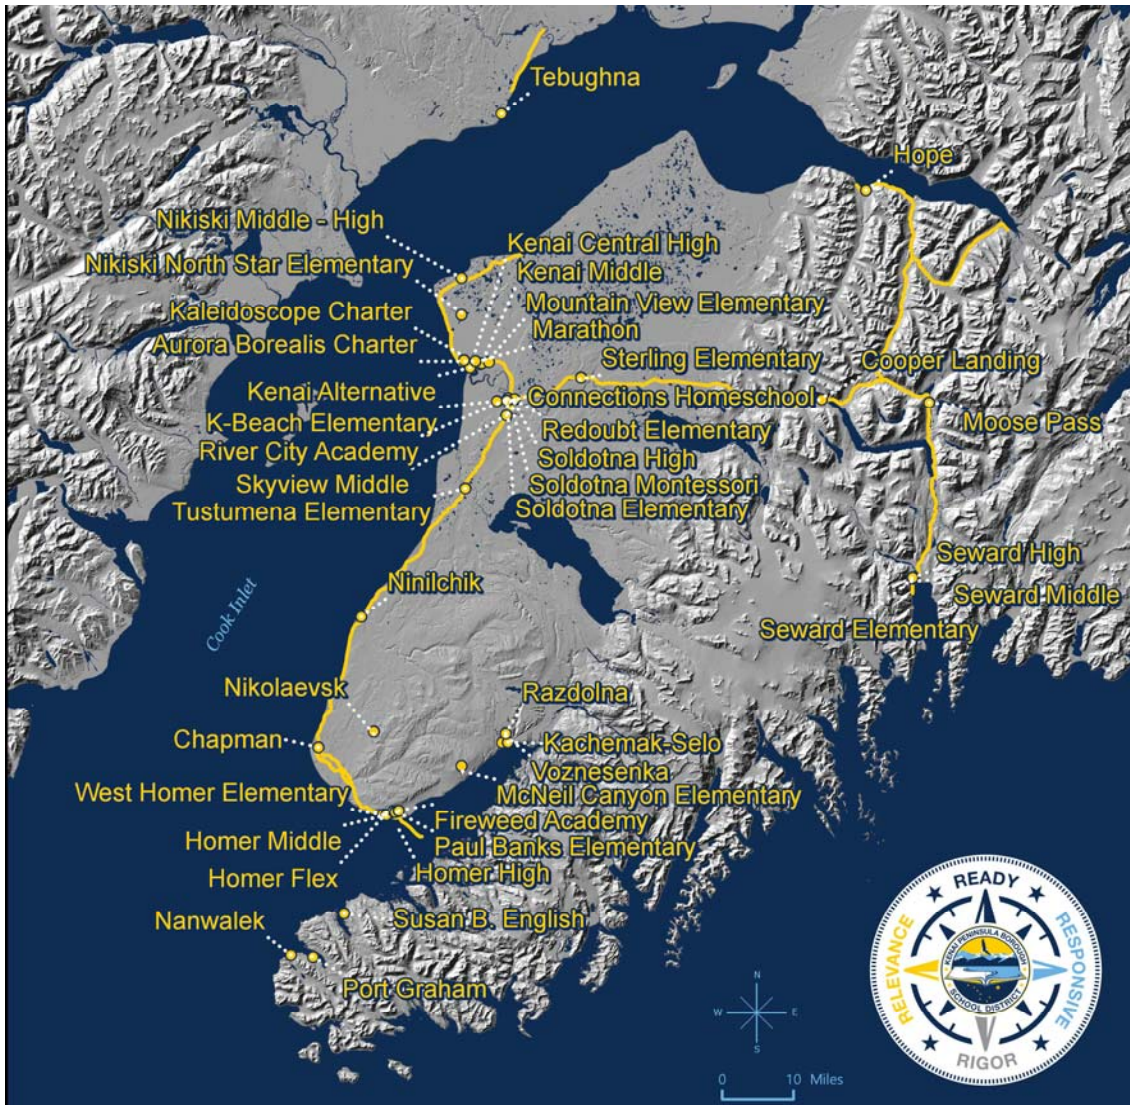 Tebughna
Hope
Nikiski Middle - High
Kenai Central High
Nikiski North Star Elementary
Kenai Middle
Kaleidoscope Charter
Mountain View Elementary
Aurora Borealis Charter
Marathon
Sterling Elementary
Cooper Landing
Kenai Alternative
Connections Homeschool
K-Beach Elementary
Redoubt Elementary
Moose Pass
River City Academy
Soldotna High
Skyview Middle
Soldotna Montessori
Tustumena Elementary
Soldotna Elementary
Seward High
Ninilchik
Seward Middle
Cook Inlet
Seward Elementary
Nikolaevsk
Razdolna
Chapman
Kachemak-Selo
Voznesenka
West Homer Elementary
McNeil Canyon Elementary
Fireweed Academy
Homer Middle
Paul Banks Elementary
Homer Flex
Homer High
Nanwalek
Susan B. English
Port Graham
READY
RELEVANCE
RESPONSIVE
RIGOR
KENAI PENINSULA BOROUGH
SCHOOL DISTRICT
N
W E
S
0 10 Miles